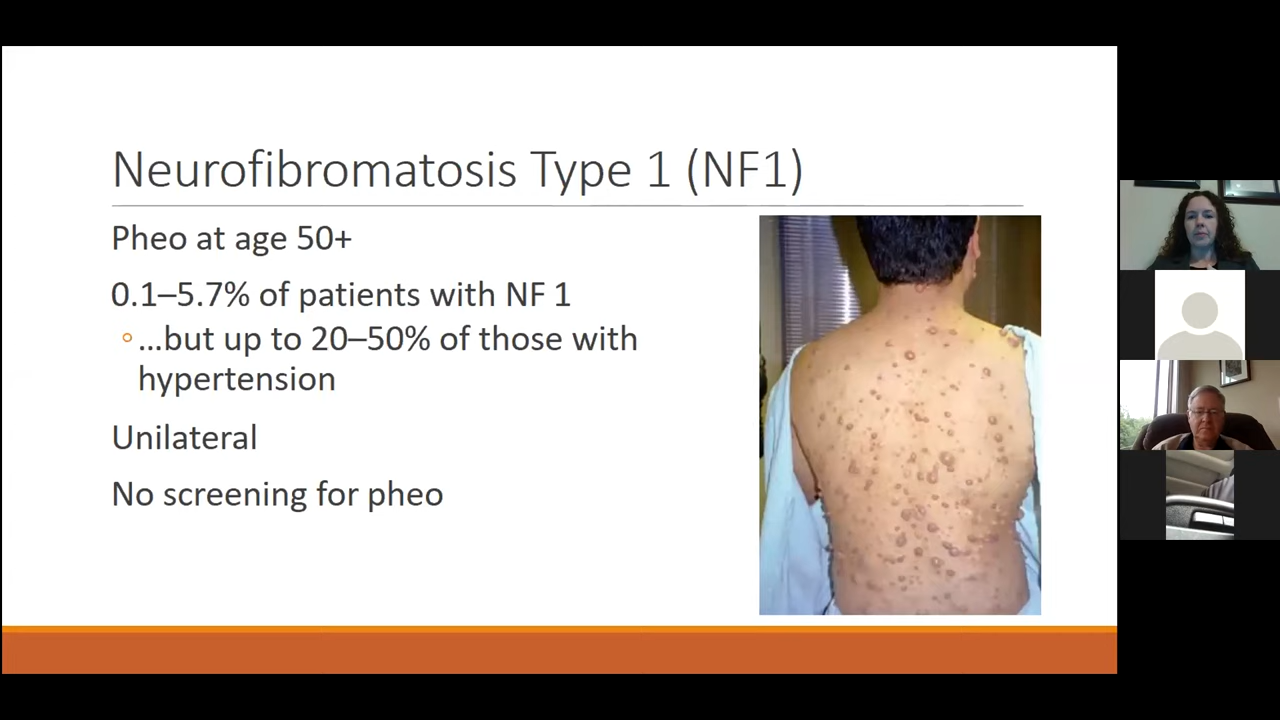 Neurofibromatosis Type 1 (NF1)
Pheo at age 50+
0.1–5.7% of patients with NF 1
…but up to 20–50% of those with
hypertension
Unilateral
No screening for pheo